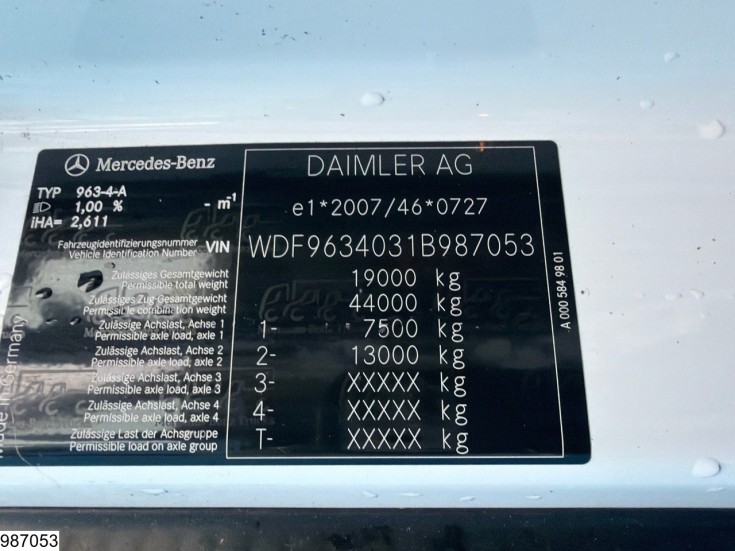 Mercedes-Benz
DAIMLER AG
TYP 963-4-A
1,00 % - m⁻¹
iHA= 2,611
e1*2007/46*0727
Fahrzeugidentifizierungsnummer
Vehicle Identification Number
VIN
WDF9634031B987053
Zulässiges Gesamtgewicht
Permissible total weight
19000 kg
Zulässiges Zug-Gesamtgewicht
Permissible combination weight
44000 kg
Zulässige Achslast, Achse 1
Permissible axle load, axle 1
1- 7500 kg
Zulässige Achslast, Achse 2
Permissible axle load, axle 2
2- 13000 kg
Zulässige Achslast, Achse 3
Permissible axle load, axle 3
3- XXXXX kg
Zulässige Achslast, Achse 4
Permissible axle load, axle 4
4- XXXXX kg
Zulässige Last der Achsgruppe
Permissible load on axle group
T- XXXXX kg
A 000 584 98 01
Made in Germany
987053